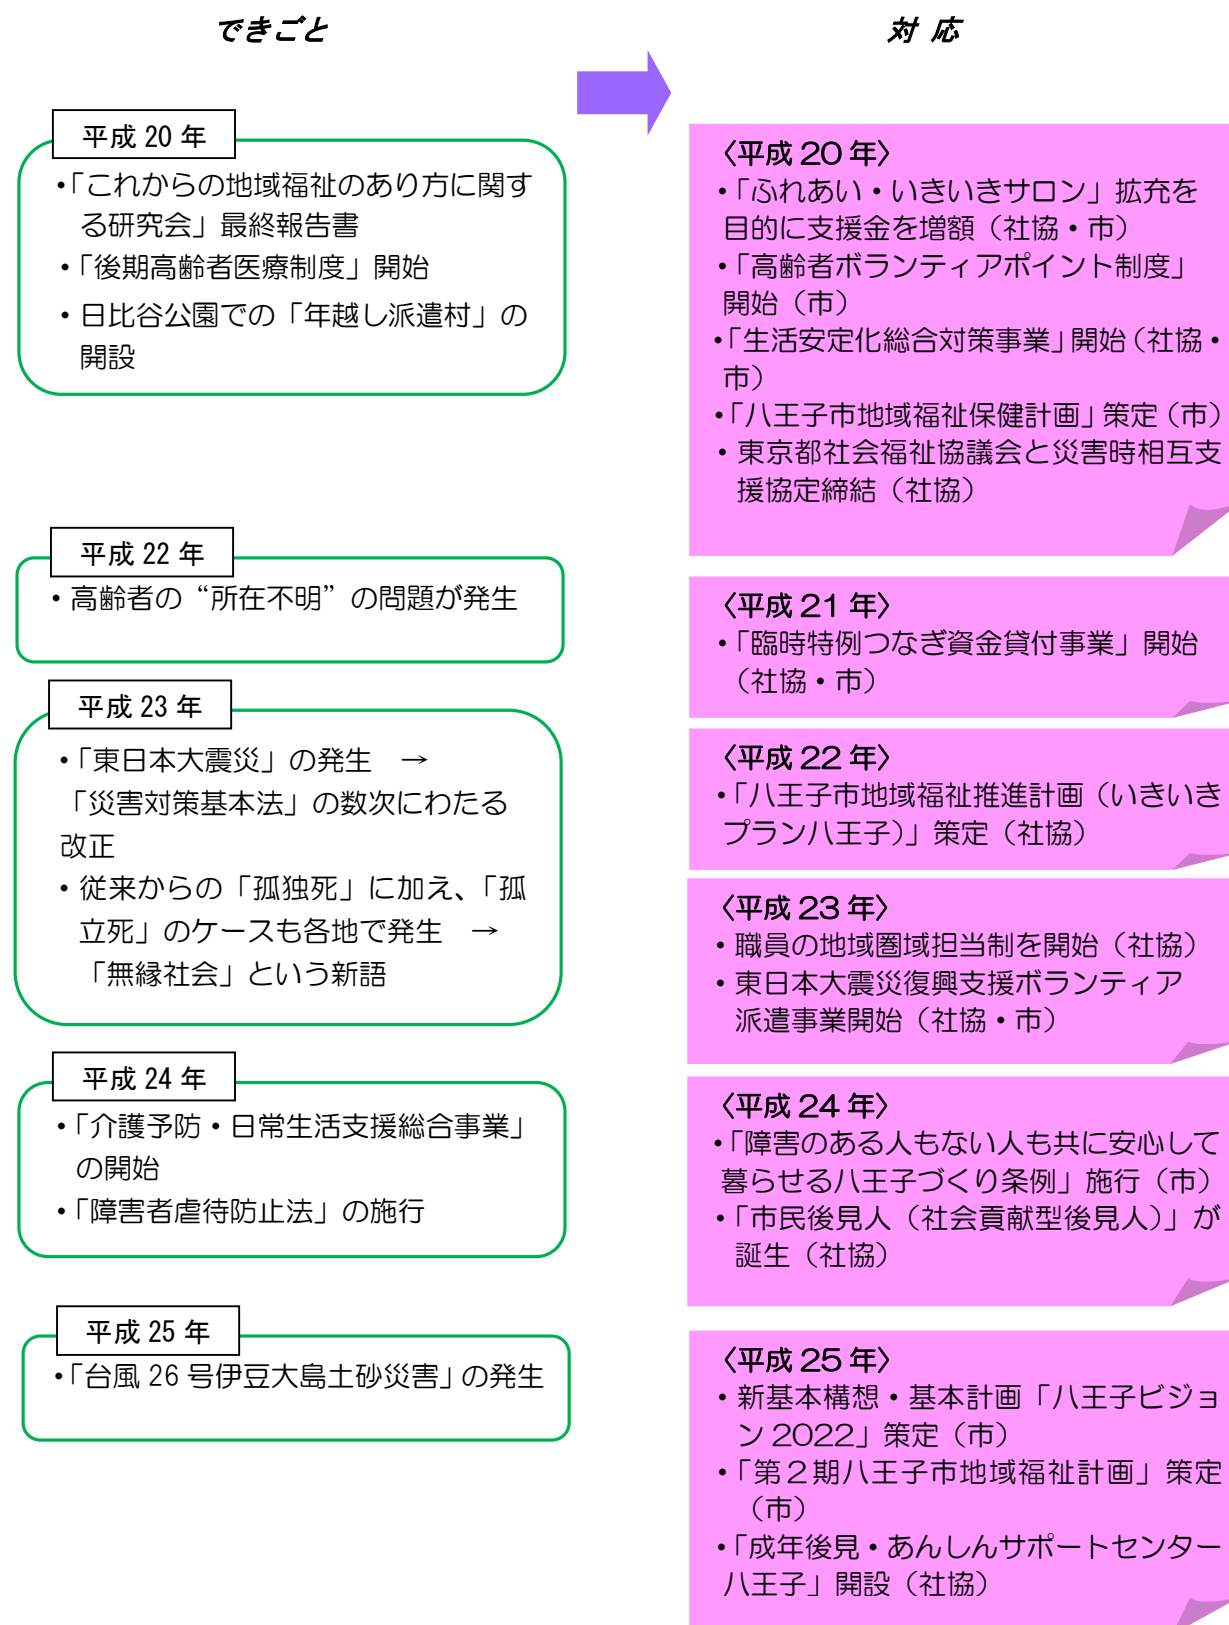 できごと
対 応
平成 20 年
・「これからの地域福祉のあり方に関す
る研究会」最終報告書
・「後期高齢者医療制度」開始
・日比谷公園での「年越し派遣村」の
開設
平成 22 年
・高齢者の“所在不明”の問題が発生
平成 23 年
・「東日本大震災」の発生　→
「災害対策基本法」の数次にわたる
改正
・従来からの「孤独死」に加え、「孤
立死」のケースも各地で発生　→
「無縁社会」という新語
平成 24 年
・「介護予防・日常生活支援総合事業」
の開始
・「障害者虐待防止法」の施行
平成 25 年
・「台風 26 号伊豆大島土砂災害」の発生
〈平成 20 年〉
・「ふれあい・いきいきサロン」拡充を
目的に支援金を増額（社協・市）
・「高齢者ボランティアポイント制度」
開始（市）
・「生活安定化総合対策事業」開始（社協・
市）
・「八王子市地域福祉保健計画」策定（市）
・東京都社会福祉協議会と災害時相互支
援協定締結（社協）
〈平成 21 年〉
・「臨時特例つなぎ資金貸付事業」開始
（社協・市）
〈平成 22 年〉
・「八王子市地域福祉推進計画（いきいき
プラン八王子）」策定（社協）
〈平成 23 年〉
・職員の地域圏域担当制を開始（社協）
・東日本大震災復興支援ボランティア
派遣事業開始（社協・市）
〈平成 24 年〉
・「障害のある人もない人も共に安心して
暮らせる八王子づくり条例」施行（市）
・「市民後見人（社会貢献型後見人）」が
誕生（社協）
〈平成 25 年〉
・新基本構想・基本計画「八王子ビジョ
ン 2022」策定（市）
・「第２期八王子市地域福祉計画」策定
（市）
・「成年後見・あんしんサポートセンター
八王子」開設（社協）